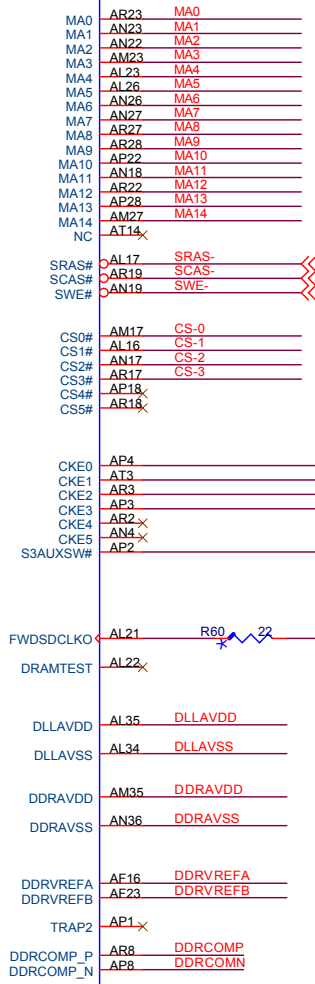 MA0 AR23 MA0
MA1 AN23 MA1
MA2 AN22 MA2
MA3 AM23 MA3
MA4 AL23 MA4
MA5 AL26 MA5
MA6 AN26 MA6
MA7 AN27 MA7
MA8 AR27 MA8
MA9 AR28 MA9
MA10 AP22 MA10
MA11 AN18 MA11
MA12 AR22 MA12
MA13 AP28 MA13
MA14 AM27 MA14
NC AT14
SRAS# AL17 SRAS-
SCAS# AR19 SCAS-
SWE# AN19 SWE-
CS0# AM17 CS-0
CS1# AL16 CS-1
CS2# AN17 CS-2
CS3# AR17 CS-3
CS4# AP18
CS5# AR18
CKE0 AP4
CKE1 AT3
CKE2 AR3
CKE3 AP3
CKE4 AR2
CKE5 AN4
S3AUXSW# AP2
FWDSDCLKO AL21 R60 22
DRAMTEST AL22
DLLAVDD AL35 DLLAVDD
DLLAVSS AL34 DLLAVSS
DDRAVDD AM35 DDRAVDD
DDRAVSS AN36 DDRAVSS
DDRVREFA AF16 DDRVREFA
DDRVREFB AF23 DDRVREFB
TRAP2 AP1
DDRCOMP_P AR8 DDRCOMP
DDRCOMP_N AP8 DDRCOMN